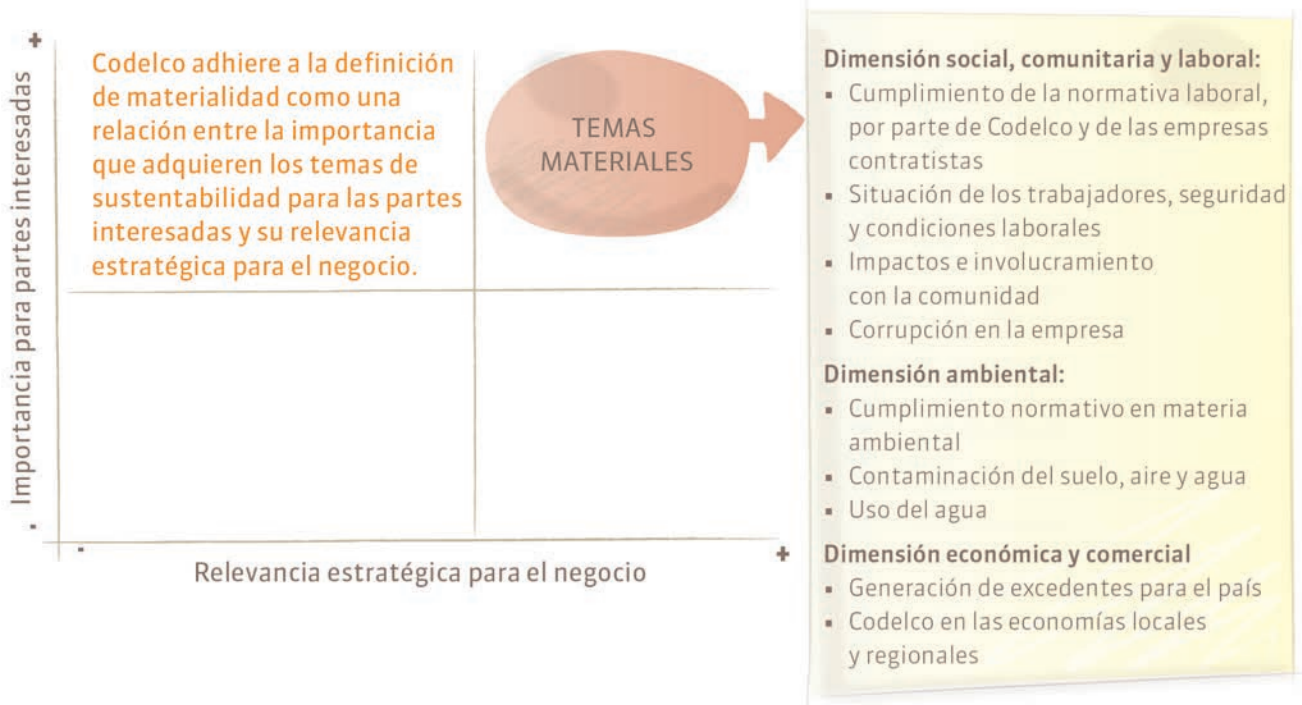 +
Importancia para partes interesadas
-
Codelco adhiere a la definición
de materialidad como una
relación entre la importancia
que adquieren los temas de
sustentabilidad para las partes
interesadas y su relevancia
estratégica para el negocio.
TEMAS
MATERIALES
-
+
Relevancia estratégica para el negocio
Dimensión social, comunitaria y laboral:
▪ Cumplimiento de la normativa laboral,
por parte de Codelco y de las empresas
contratistas
▪ Situación de los trabajadores, seguridad
y condiciones laborales
▪ Impactos e involucramiento
con la comunidad
▪ Corrupción en la empresa
Dimensión ambiental:
▪ Cumplimiento normativo en materia
ambiental
▪ Contaminación del suelo, aire y agua
▪ Uso del agua
Dimensión económica y comercial
▪ Generación de excedentes para el país
▪ Codelco en las economías locales
y regionales